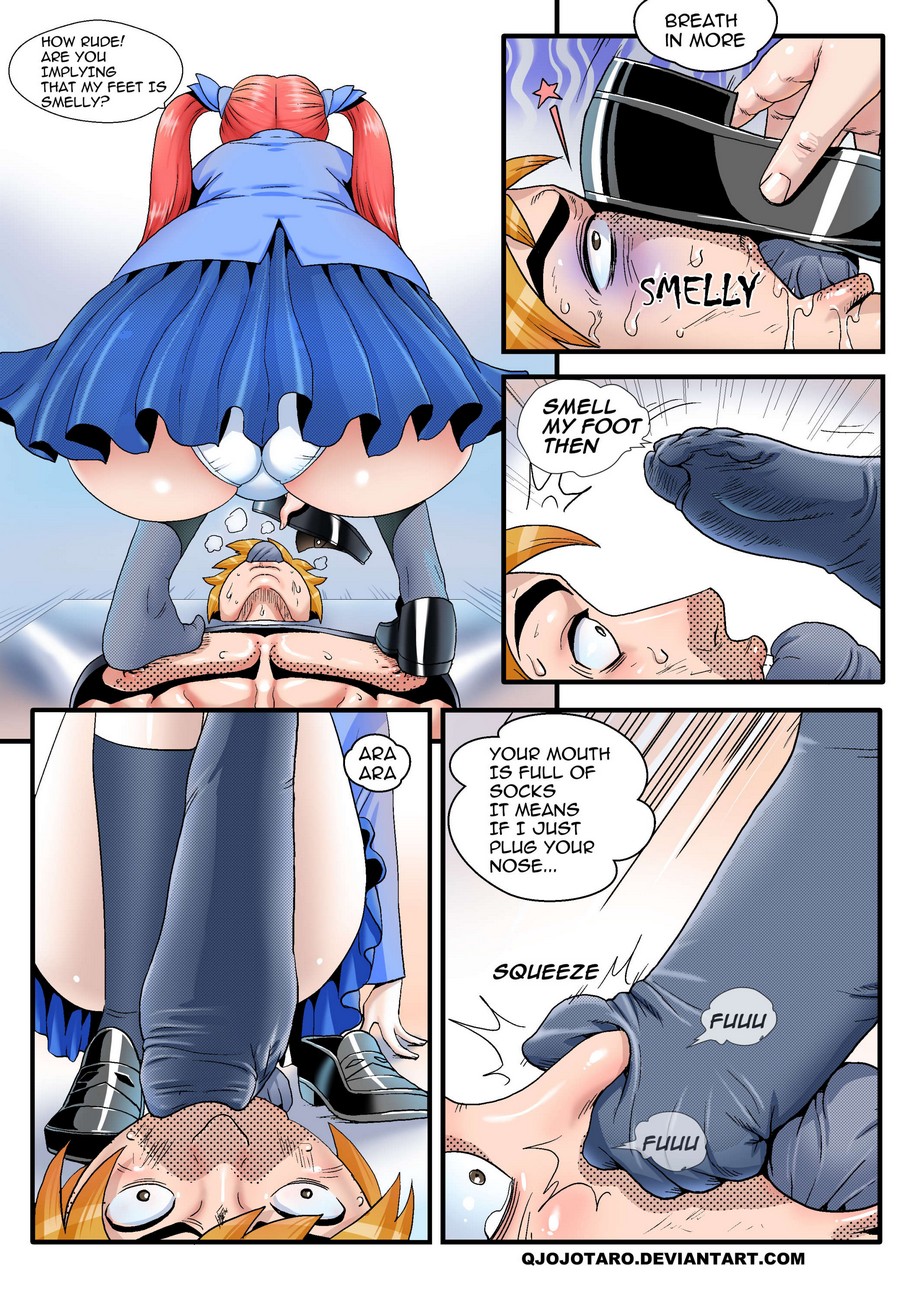 HOW RUDE!
ARE YOU
IMPLYING
THAT MY FEET IS
SMELLY?
BREATH
IN MORE
SMELLY
SMELL
MY FOOT
THEN
ARA
ARA
YOUR MOUTH
IS FULL OF
SOCKS
IT MEANS
IF I JUST
PLUG YOUR
NOSE...
SQUEEZE
FUUU
FUUU
QJOJOTARO.DEVIANTART.COM